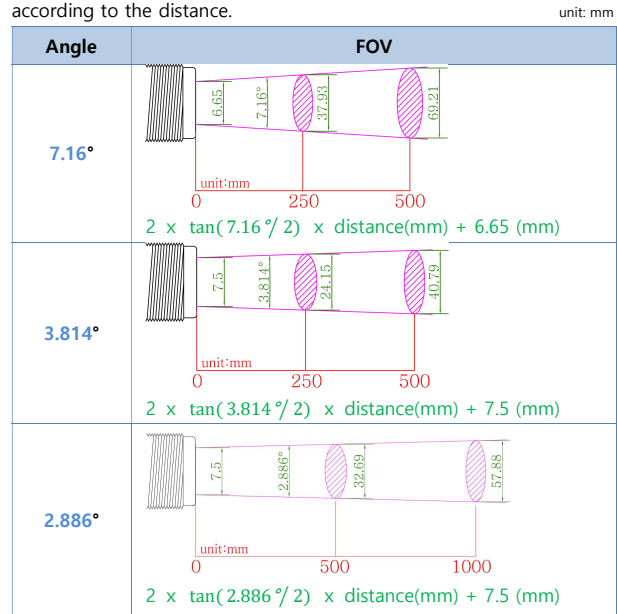 according to the distance.
unit: mm
Angle FOV
7.16°
6.65 7.16° 37.93 69.21
unit:mm
0 250 500
2 x tan(7.16°/2) x distance(mm) + 6.65 (mm)
3.814°
7.5 3.814° 24.15 40.79
unit:mm
0 250 500
2 x tan(3.814°/2) x distance(mm) + 7.5 (mm)
2.886°
7.5 2.886° 32.69 57.88
unit:mm
0 500 1000
2 x tan(2.886°/2) x distance(mm) + 7.5 (mm)